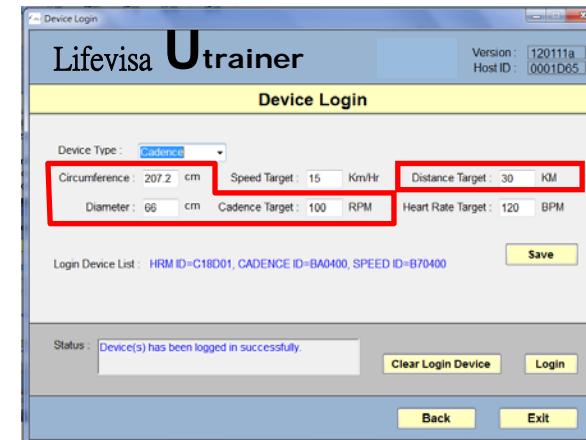 Device Login
Lifevisa Utrainer
Version : 120111a
Host ID : 0001D65
Device Login
Device Type : Cadence
Circumference : 207.2 cm Speed Target : 15 Km/Hr Distance Target : 30 KM
Diameter : 66 cm Cadence Target : 100 RPM Heart Rate Target : 120 BPM
Save
Login Device List : HRM ID=C18D01, CADENCE ID=BA0400, SPEED ID=B70400
Status : Device(s) has been logged in successfully.
Clear Login Device Login
Back Exit